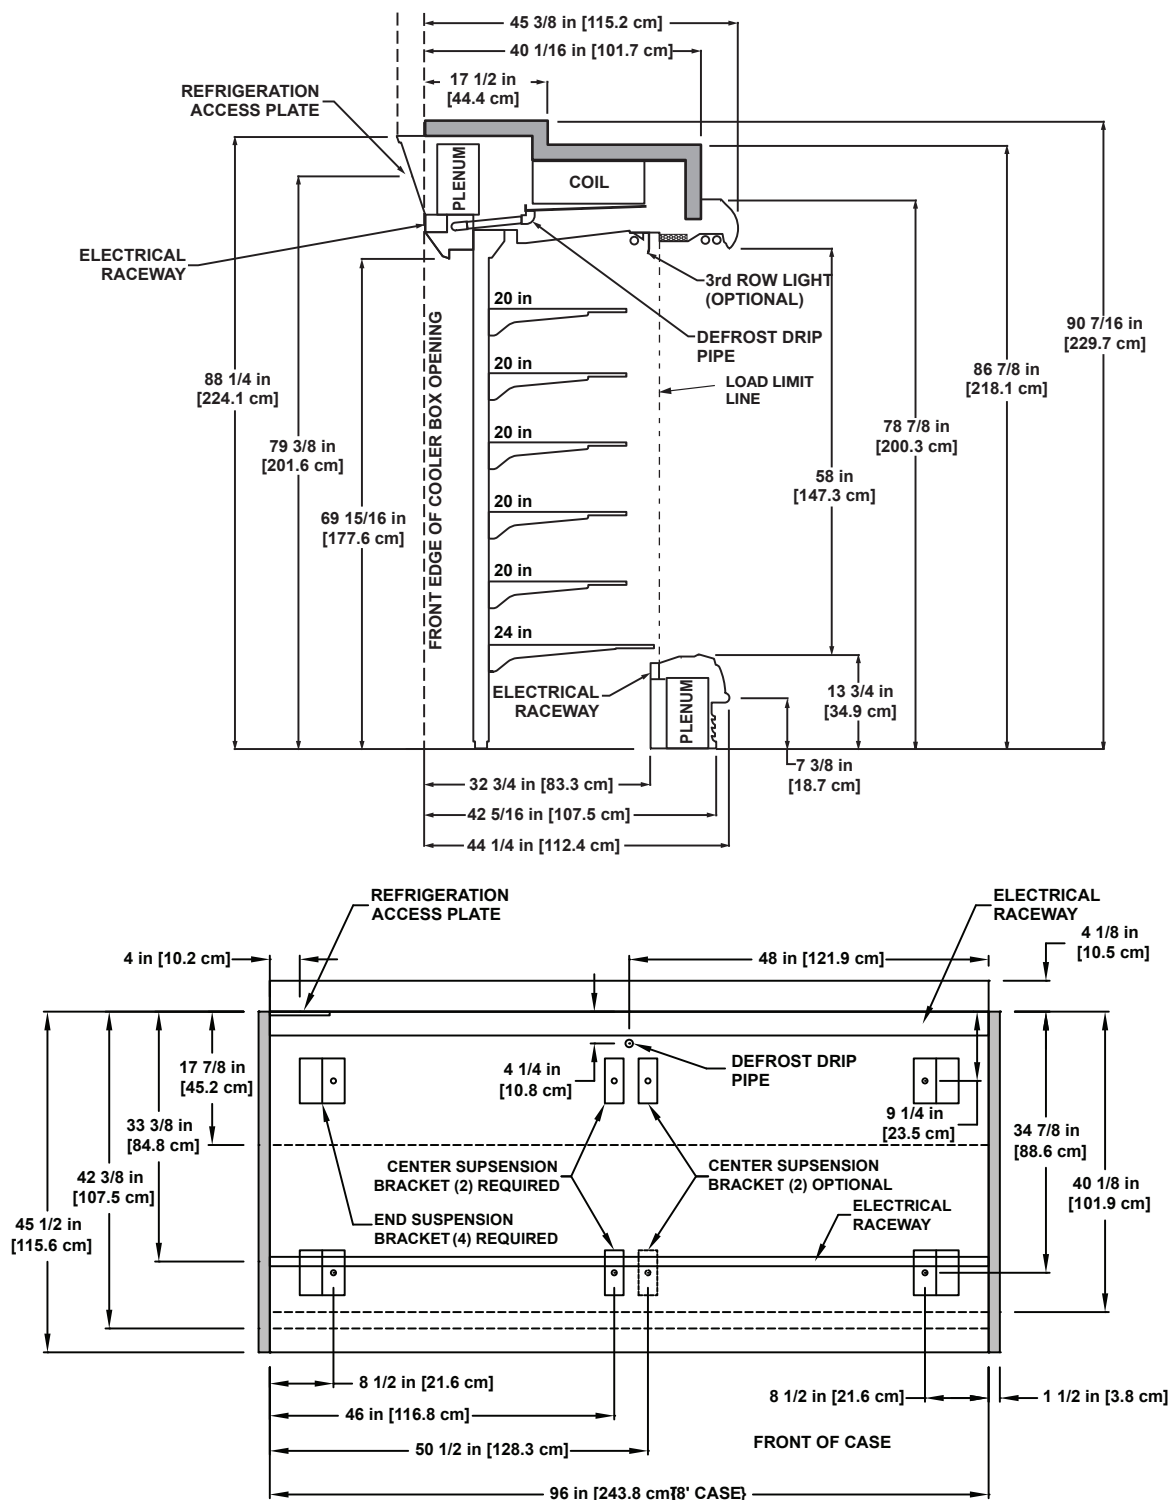 45 3/8 in [115.2 cm]
40 1/16 in [101.7 cm]
17 1/2 in
[44.4 cm]
REFRIGERATION
ACCESS PLATE
PLENUM
COIL
ELECTRICAL
RACEWAY
3rd ROW LIGHT
(OPTIONAL)
20 in
DEFROST DRIP
PIPE
90 7/16 in
[229.7 cm]
88 1/4 in
[224.1 cm]
FRONT EDGE OF COOLER BOX OPENING
20 in
LOAD LIMIT
LINE
86 7/8 in
[218.1 cm]
79 3/8 in
[201.6 cm]
20 in
78 7/8 in
[200.3 cm]
58 in
[147.3 cm]
69 15/16 in
[177.6 cm]
20 in
20 in
24 in
ELECTRICAL
RACEWAY
PLENUM
13 3/4 in
[34.9 cm]
7 3/8 in
[18.7 cm]
32 3/4 in [83.3 cm]
42 5/16 in [107.5 cm]
44 1/4 in [112.4 cm]
REFRIGERATION
ACCESS PLATE
ELECTRICAL
RACEWAY
4 in [10.2 cm]
48 in [121.9 cm]
4 1/8 in
[10.5 cm]
17 7/8 in
[45.2 cm]
4 1/4 in
[10.8 cm]
DEFROST DRIP
PIPE
9 1/4 in
[23.5 cm]
33 3/8 in
[84.8 cm]
34 7/8 in
[88.6 cm]
42 3/8 in
[107.5 cm]
CENTER SUPSENSION
BRACKET (2) REQUIRED
CENTER SUPSENSION
BRACKET (2) OPTIONAL
40 1/8 in
[101.9 cm]
45 1/2 in
[115.6 cm]
END SUSPENSION
BRACKET (4) REQUIRED
ELECTRICAL
RACEWAY
8 1/2 in [21.6 cm]
8 1/2 in [21.6 cm]
1 1/2 in [3.8 cm]
46 in [116.8 cm]
50 1/2 in [128.3 cm]
FRONT OF CASE
96 in [243.8 cm]{8' CASE}